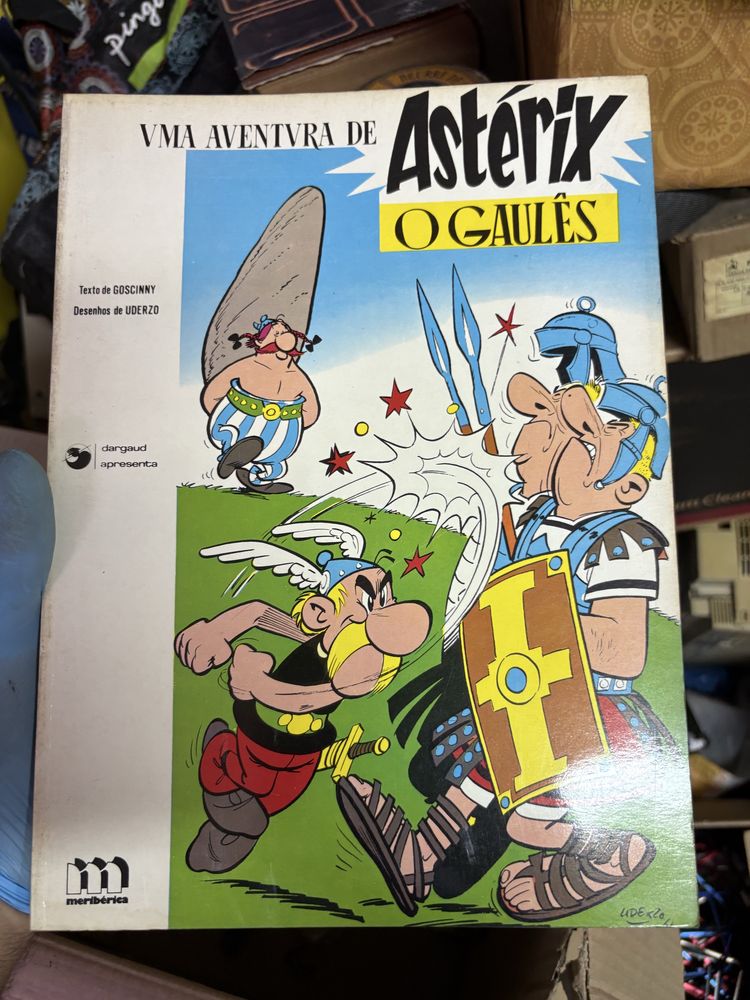 VMA AVENTVRA DE
Astérix
O GAULÊS
Texto de GOSCINNY
Desenhos de UDERZO
dargaud
apresenta
m
meribérica
UDERZO
pingo